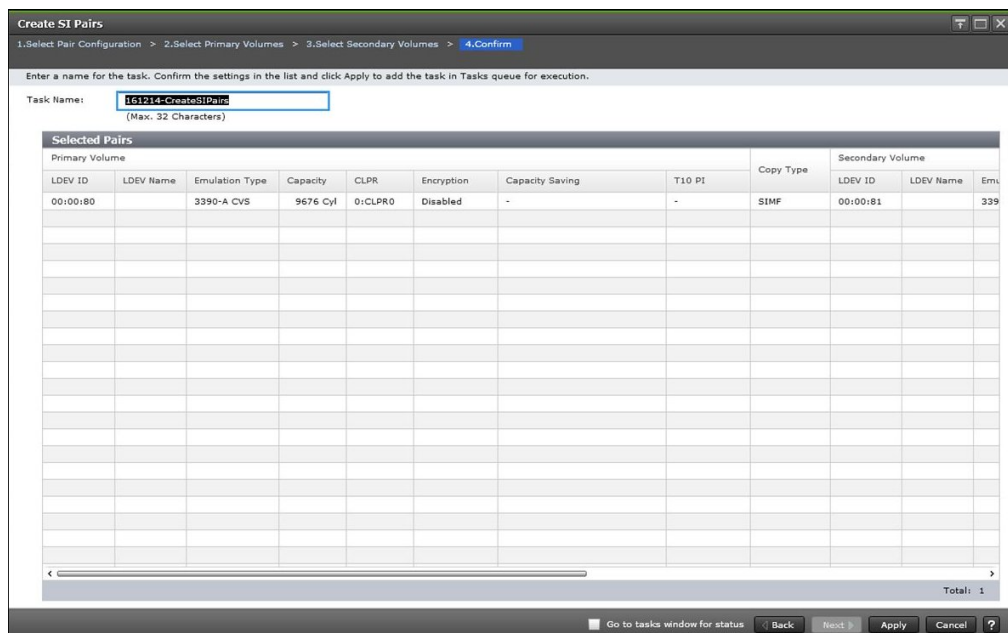 Create SI Pairs
1.Select Pair Configuration > 2.Select Primary Volumes > 3.Select Secondary Volumes > 4.Confirm
Enter a name for the task. Confirm the settings in the list and click Apply to add the task in Tasks queue for execution.
Task Name: 161214-CreateSIPairs
(Max. 32 Characters)
Selected Pairs
Primary Volume Copy Type Secondary Volume
LDEV ID LDEV Name Emulation Type Capacity CLPR Encryption Capacity Saving T10 PI LDEV ID LDEV Name Emu
00:00:80 3390-A CVS 9676 Cyl 0:CLPR0 Disabled - - SIMF 00:00:81 339
Total: 1
Go to tasks window for status Back Next Apply Cancel ?